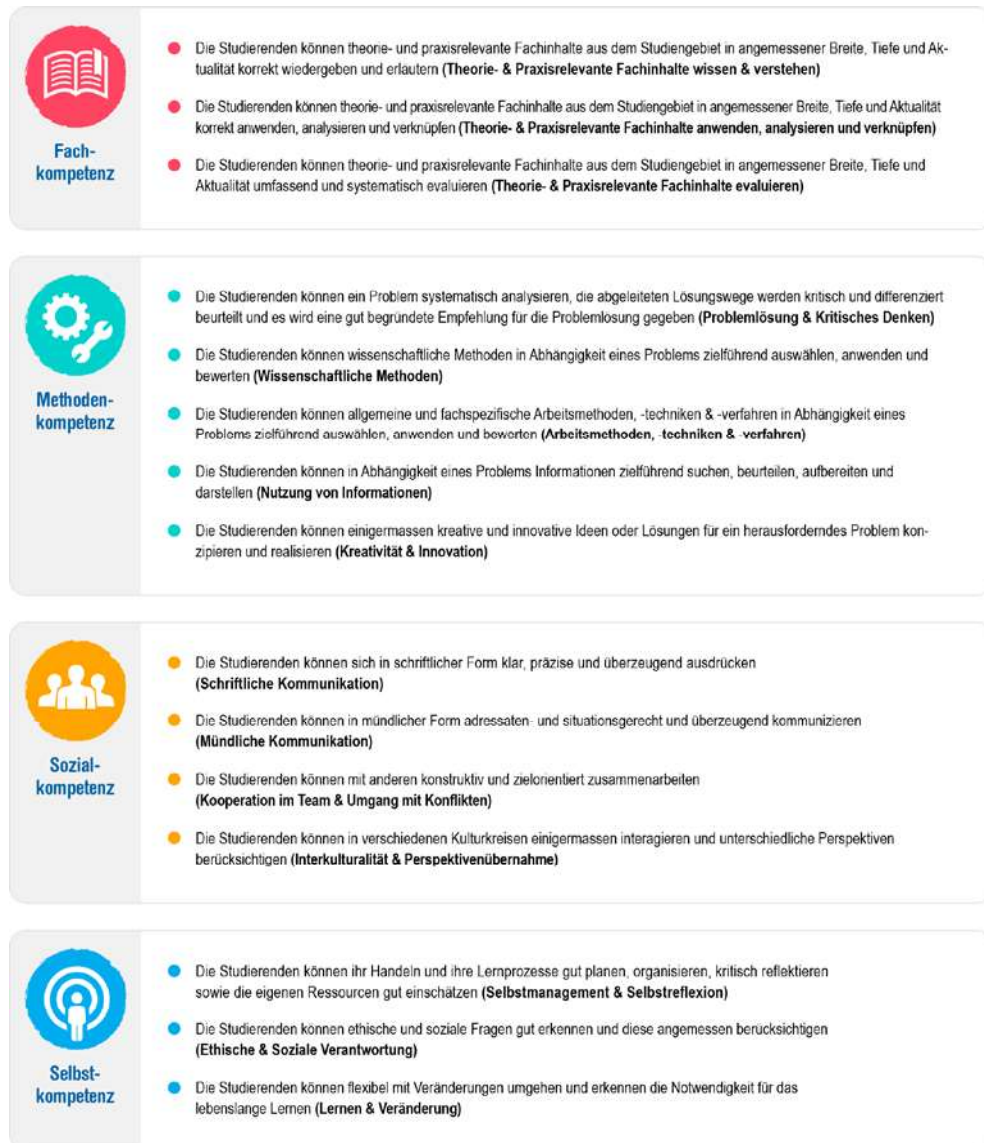 Fach-
kompetenz
Die Studierenden können theorie- und praxisrelevante Fachinhalte aus dem Studiengebiet in angemessener Breite, Tiefe und Ak-
tualität korrekt wiedergeben und erläutern (Theorie- & Praxisrelevante Fachinhalte wissen & verstehen)
Die Studierenden können theorie- und praxisrelevante Fachinhalte aus dem Studiengebiet in angemessener Breite, Tiefe und Aktualität
korrekt anwenden, analysieren und verknüpfen (Theorie- & Praxisrelevante Fachinhalte anwenden, analysieren und verknüpfen)
Die Studierenden können theorie- und praxisrelevante Fachinhalte aus dem Studiengebiet in angemessener Breite, Tiefe und
Aktualität umfassend und systematisch evaluieren (Theorie- & Praxisrelevante Fachinhalte evaluieren)
Methoden-
kompetenz
Die Studierenden können ein Problem systematisch analysieren, die abgeleiteten Lösungswege werden kritisch und differenziert
beurteilt und es wird eine gut begründete Empfehlung für die Problemlösung gegeben (Problemlösung & Kritisches Denken)
Die Studierenden können wissenschaftliche Methoden in Abhängigkeit eines Problems zielführend auswählen, anwenden und
bewerten (Wissenschaftliche Methoden)
Die Studierenden können allgemeine und fachspezifische Arbeitsmethoden, -techniken & -verfahren in Abhängigkeit eines
Problems zielführend auswählen, anwenden und bewerten (Arbeitsmethoden, -techniken & -verfahren)
Die Studierenden können in Abhängigkeit eines Problems Informationen zielführend suchen, beurteilen, aufbereiten und
darstellen (Nutzung von Informationen)
Die Studierenden können einigermassen kreative und innovative Ideen oder Lösungen für ein herausforderndes Problem kon-
zipieren und realisieren (Kreativität & Innovation)
Sozial-
kompetenz
Die Studierenden können sich in schriftlicher Form klar, präzise und überzeugend ausdrücken
(Schriftliche Kommunikation)
Die Studierenden können in mündlicher Form adressaten- und situationsgerecht und überzeugend kommunizieren
(Mündliche Kommunikation)
Die Studierenden können mit anderen konstruktiv und zielorientiert zusammenarbeiten
(Kooperation im Team & Umgang mit Konflikten)
Die Studierenden können in verschiedenen Kulturkreisen einigermassen interagieren und unterschiedliche Perspektiven
berücksichtigen (Interkulturalität & Perspektivenübernahme)
Selbst-
kompetenz
Die Studierenden können ihr Handeln und ihre Lernprozesse gut planen, organisieren, kritisch reflektieren
sowie die eigenen Ressourcen gut einschätzen (Selbstmanagement & Selbstreflexion)
Die Studierenden können ethische und soziale Fragen gut erkennen und diese angemessen berücksichtigen
(Ethische & Soziale Verantwortung)
Die Studierenden können flexibel mit Veränderungen umgehen und erkennen die Notwendigkeit für das
lebenslange Lernen (Lernen & Veränderung)